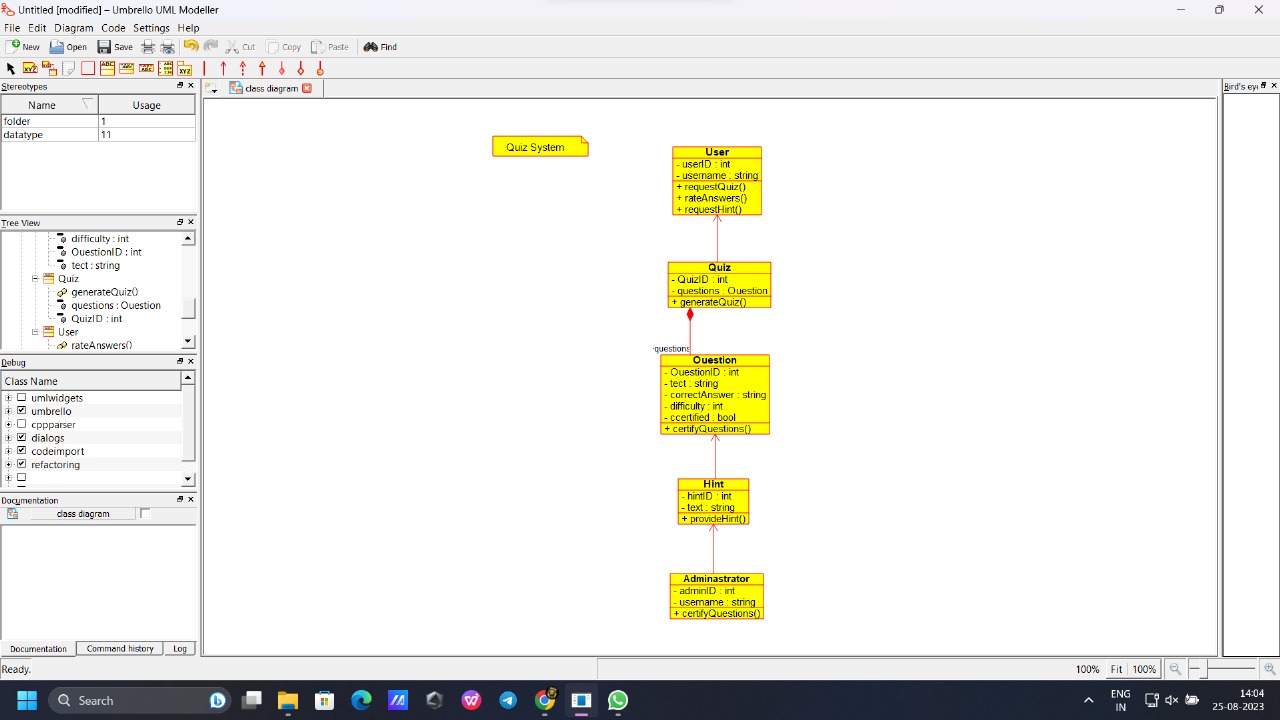 Untitled [modified] – Umbrello UML Modeller
File Edit Diagram Code Settings Help
New Open Save Cut Copy Paste Find
Stereotypes
Name Usage
folder 1
datatype 11
Tree View
difficulty : int
OuestionID : int
tect : string
Quiz
generateQuiz()
questions : Ouestion
QuizID : int
User
rateAnswers()
Debug
Class Name
umlwidgets
umbrello
cppparser
dialogs
codeimport
refactoring
Documentation
class diagram
Documentation Command history Log
class diagram
Bird's eye
Quiz System
User
- userID : int
- username : string
+ requestQuiz()
+ rateAnswers()
+ requestHint()
Quiz
- QuizID : int
- questions : Ouestion
+ generateQuiz()
-questions
Ouestion
- OuestionID : int
- tect : string
- correctAnswer : string
- difficulty : int
- ccertified : bool
+ certifyQuestions()
Hint
- hintID : int
- text : string
+ provideHint()
Adminastrator
- adminID : int
- username : string
+ certifyQuestions()
Ready.
100% Fit 100%
Search
ENG
IN
14:04
25-08-2023